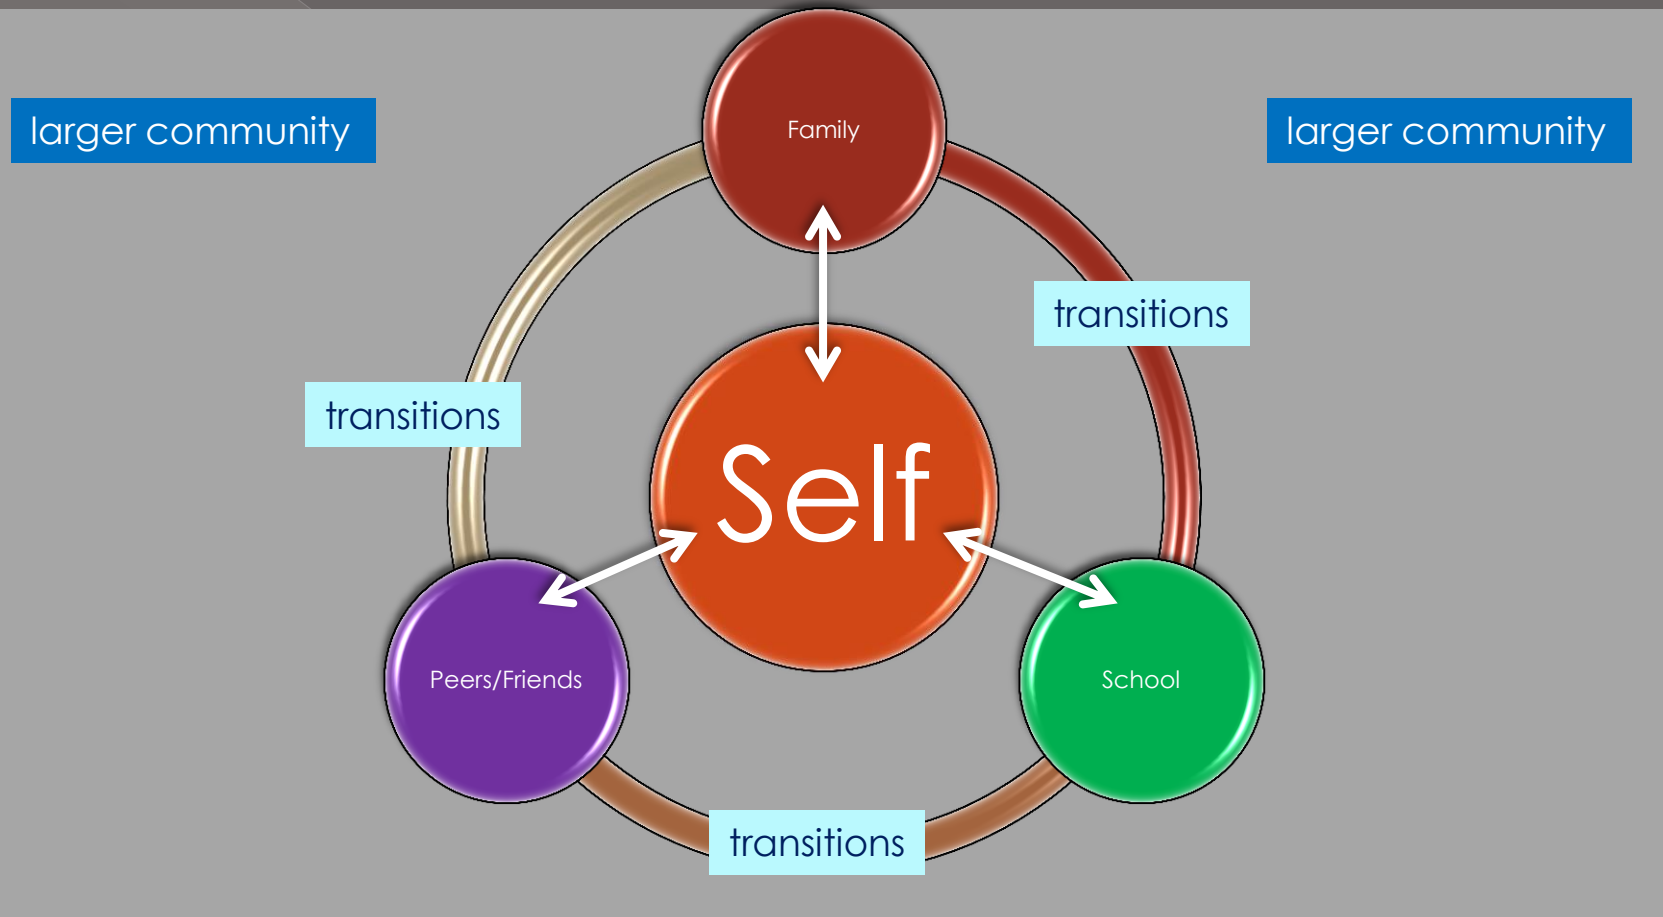 Family
larger community
larger community
transitions
transitions
Self
Peers/Friends
School
transitions